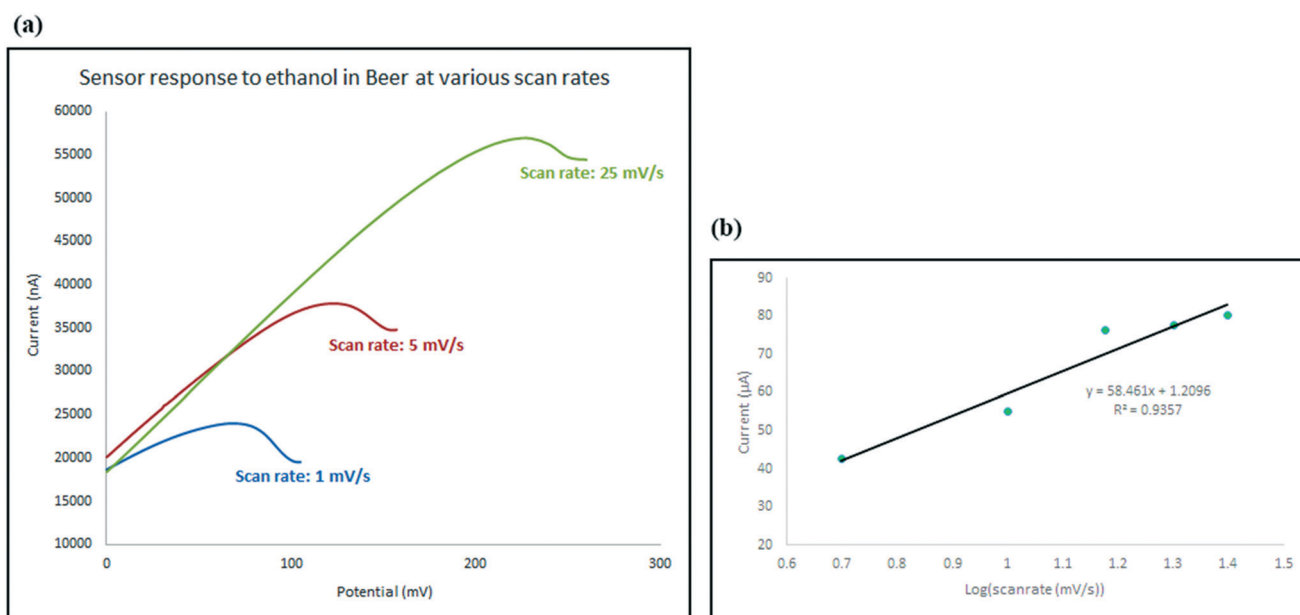 (a)
Sensor response to ethanol in Beer at various scan rates
60000
55000
50000
45000
40000
35000
30000
25000
20000
15000
10000
Current (nA)
Scan rate: 25 mV/s
Scan rate: 5 mV/s
Scan rate: 1 mV/s
0
100
200
300
Potential (mV)
(b)
90
80
70
60
50
40
30
20
Current (μA)
y = 58.461x + 1.2096
R² = 0.9357
0.6
0.7
0.8
0.9
1
1.1
1.2
1.3
1.4
1.5
Log(scanrate (mV/s))